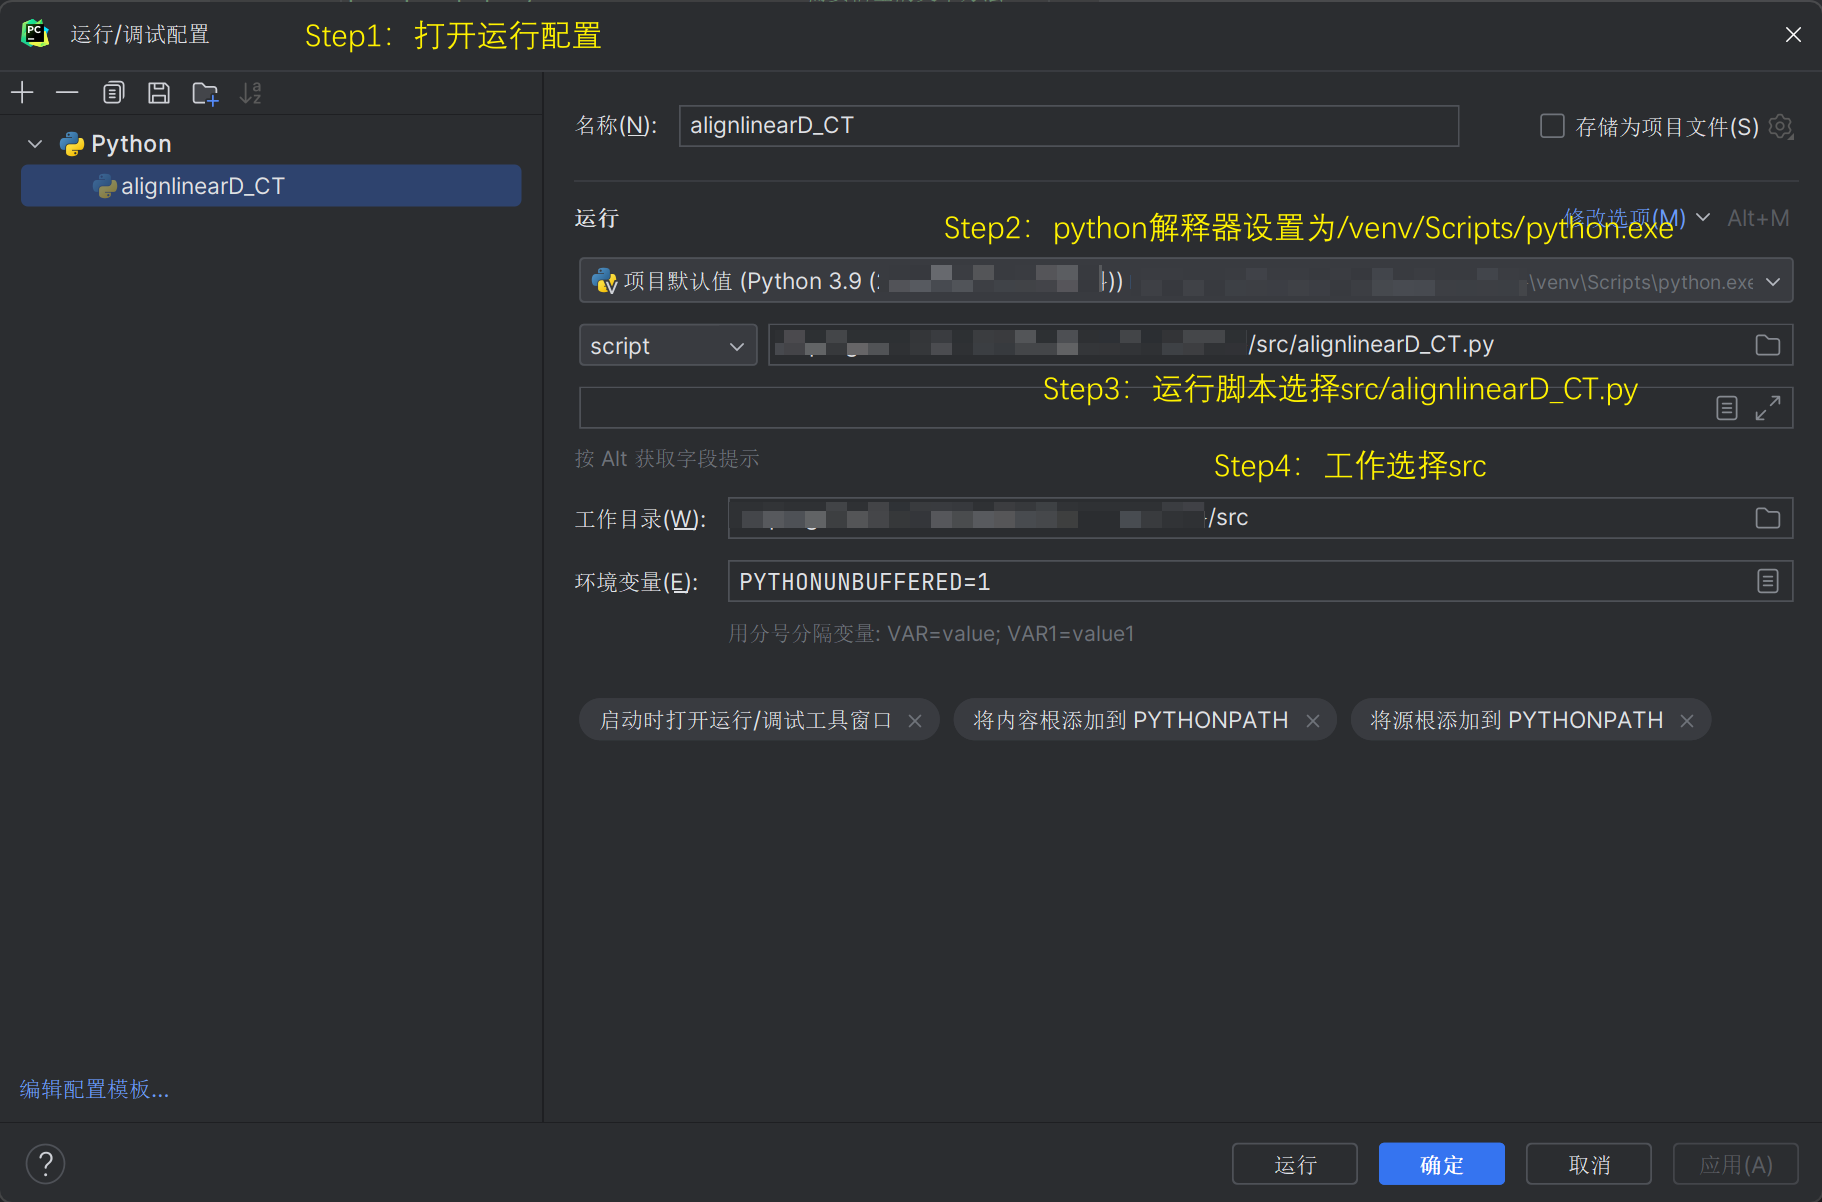 运行/调试配置
Step1：打开运行配置
Python
alignlinearD_CT
名称(N):
alignlinearD_CT
存储为项目文件(S)
运行
Step2：python解释器设置为/venv/Scripts/python.exe
修改选项(M)
Alt+M
项目默认值 (Python 3.9 (
))
\venv\Scripts\python.exe
script
/src/alignlinearD_CT.py
Step3：运行脚本选择src/alignlinearD_CT.py
按 Alt 获取字段提示
Step4：工作选择src
工作目录(W):
/src
环境变量(E):
PYTHONUNBUFFERED=1
用分号分隔变量: VAR=value; VAR1=value1
启动时打开运行/调试工具窗口
将内容根添加到 PYTHONPATH
将源根添加到 PYTHONPATH
编辑配置模板...
?
运行
确定
取消
应用(A)